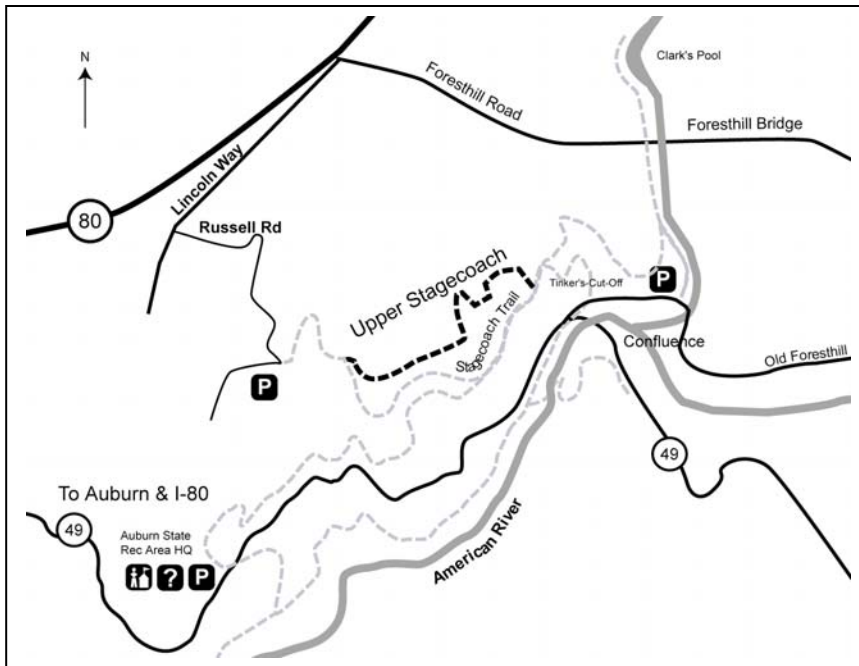 N
Clark's Pool
Foresthill Road
Foresthill Bridge
Lincoln Way
80
Russell Rd
Upper Stagecoach
Tinker's-Cut-Off
P
Stagecoach Trail
Confluence
Old Foresthill
P
49
To Auburn & I-80
49
Auburn State
Rec Area HQ
? P
American River